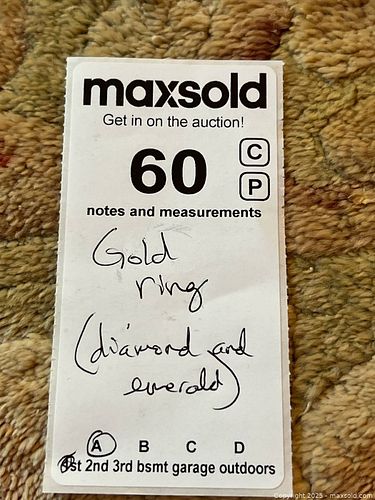 maxsold
Get in on the auction!
60
C
P
notes and measurements
Gold
ring
(diamond and
emerald)
A B C D
1st 2nd 3rd bsmt garage outdoors
Copyright 2025 - maxsold.com